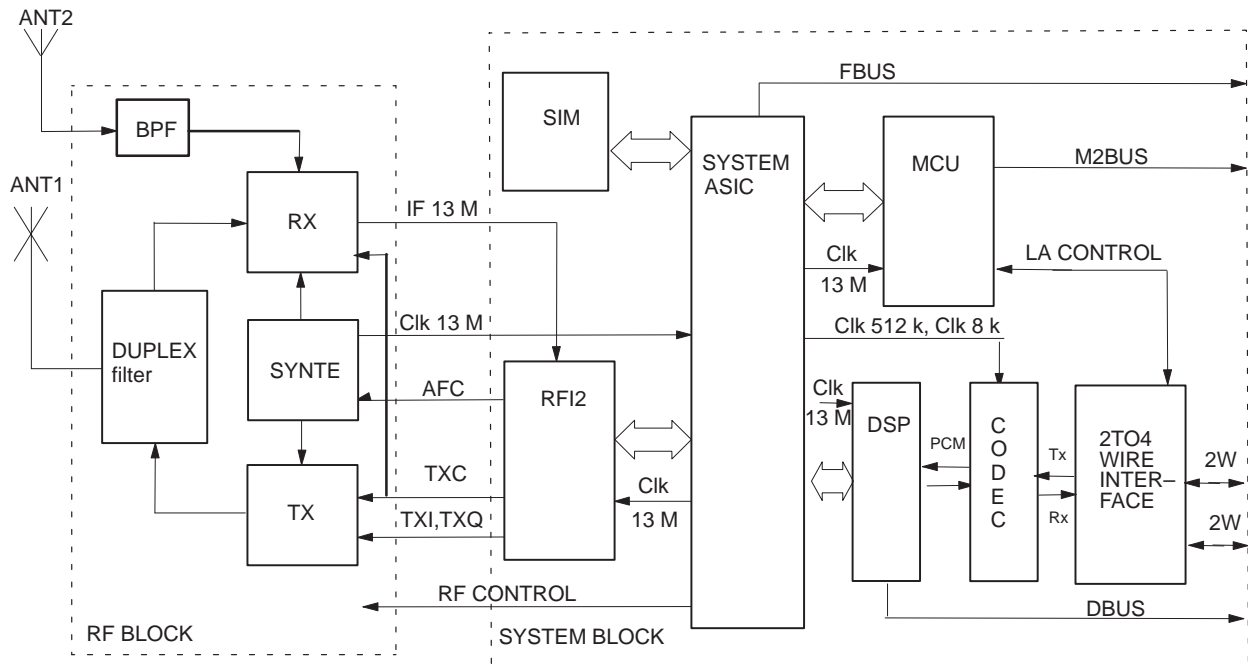 ANT2
FBUS
SIM
BPF
SYSTEM
ASIC
MCU
M2BUS
ANT1
RX
IF 13 M
Clk
13 M
LA CONTROL
Clk 13 M
Clk 512 k, Clk 8 k
DUPLEX
filter
SYNTE
AFC
RFI2
Clk
13 M
DSP
PCM
C
O
D
E
C
Tx
Rx
2TO4
WIRE
INTER–
FACE
2W
2W
TXC
Clk
13 M
TX
TXI,TXQ
RF CONTROL
DBUS
RF BLOCK
SYSTEM BLOCK